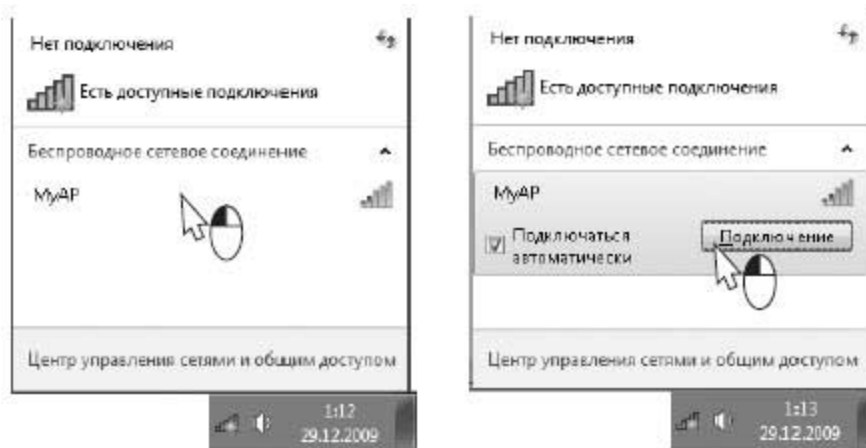 Нет подключения
Есть доступные подключения
Беспроводное сетевое соединение
MyAP
Центр управления сетями и общим доступом
1:12
29.12.2009
Нет подключения
Есть доступные подключения
Беспроводное сетевое соединение
MyAP
Подключаться
автоматически
Подключение
Центр управления сетями и общим доступом
1:13
29.12.2009